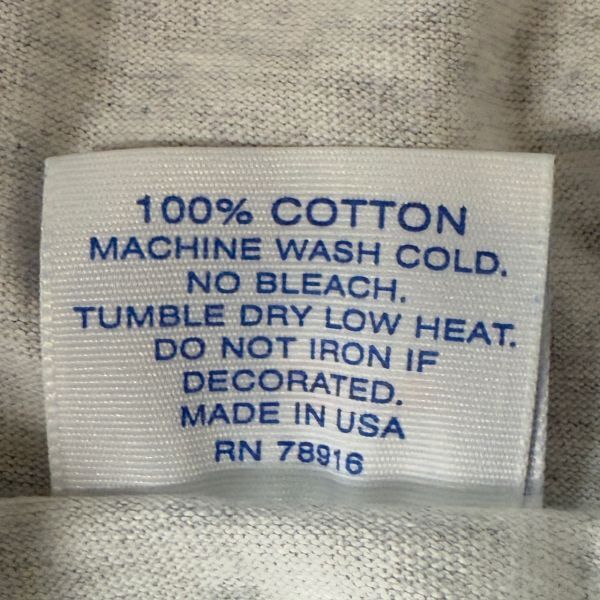 100% COTTON
MACHINE WASH COLD.
NO BLEACH.
TUMBLE DRY LOW HEAT.
DO NOT IRON IF
DECORATED.
MADE IN USA
RN 78916